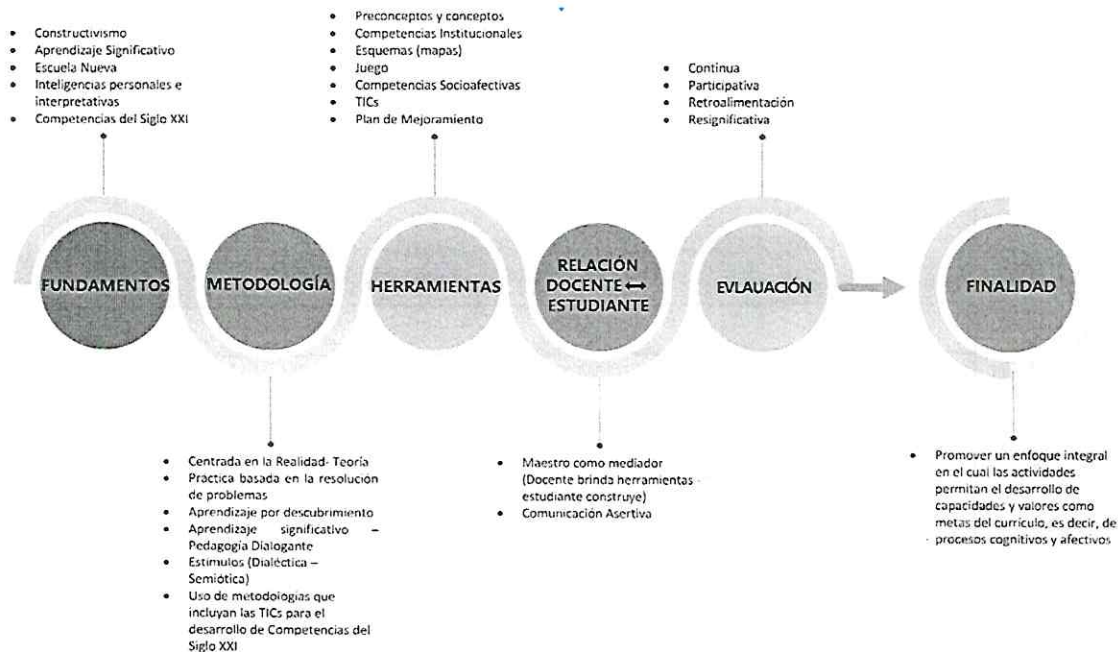 • Constructivismo
• Aprendizaje Significativo
• Escuela Nueva
• Inteligencias personales e
interpretativas
• Competencias del Siglo XXI
• Preconceptos y conceptos
• Competencias Institucionales
• Esquemas (mapas)
• Juego
• Competencias Socioafectivas
• TICs
• Plan de Mejoramiento
• Continua
• Participativa
• Retroalimentación
• Resignificativa
FUNDAMENTOS
METODOLOGÍA
HERRAMIENTAS
RELACIÓN
DOCENTE ↔
ESTUDIANTE
EVLAUACIÓN
FINALIDAD
• Centrada en la Realidad- Teoría
• Practica basada en la resolución
de problemas
• Aprendizaje por descubrimiento
• Aprendizaje significativo –
Pedagogía Dialogante
• Estímulos (Dialéctica –
Semiótica)
• Uso de metodologías que
incluyan las TICs para el
desarrollo de Competencias del
Siglo XXI
• Maestro como mediador
(Docente brinda herramientas -
estudiante construye)
• Comunicación Asertiva
• Promover un enfoque integral
en el cual las actividades
permitan el desarrollo de
capacidades y valores como
metas del currículo, es decir, de
procesos cognitivos y afectivos